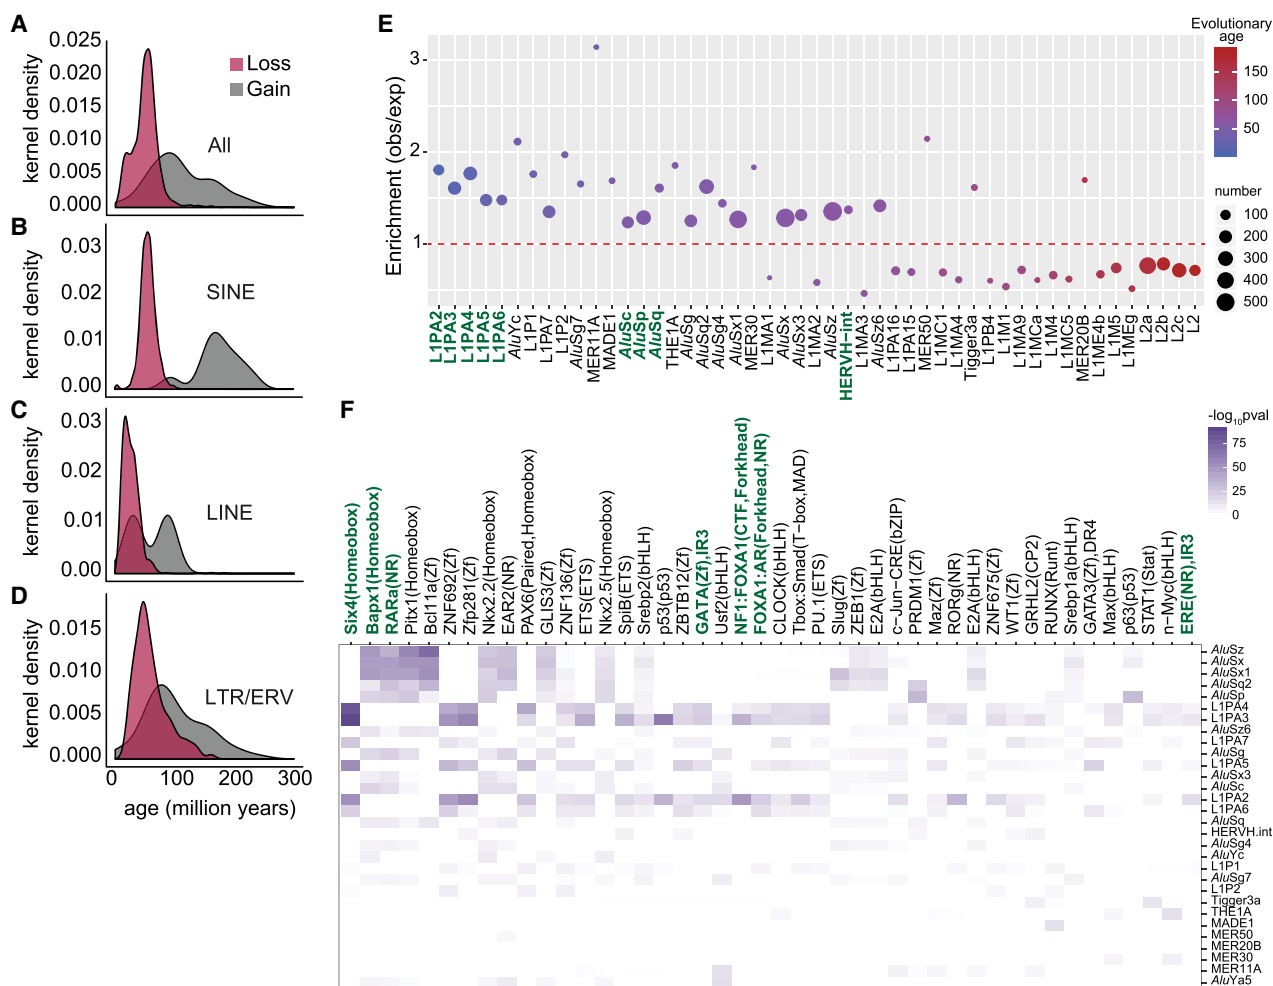 A
0.025
0.020
0.015
0.010
0.005
0.000
kernel density
Loss
Gain
All
B
0.03
0.02
0.01
0.00
kernel density
SINE
C
0.03
0.02
0.01
0.00
kernel density
LINE
D
0.015
0.010
0.005
0.000
kernel density
LTR/ERV
0 100 200 300
age (million years)
E
Enrichment (obs/exp)
3
2
1
L1PA2
L1PA3
L1PA4
L1PA5
L1PA6
AluYc
L1P1
L1PA7
L1P2
AluSg7
MER11A
MADE1
AluSc
AluSp
AluSq
THE1A
AluSg
AluSq2
AluSg4
AluSx1
MER30
L1MA1
AluSx
AluSx3
L1MA2
AluSz
HERVH-int
L1MA3
AluSz6
L1PA16
L1PA15
MER50
L1MC1
L1MA4
Tigger3a
L1PB4
L1M1
L1MA9
L1MCa
L1M4
L1MC5
MER20B
L1ME4b
L1M5
L1MEg
L2a
L2b
L2c
L2
Evolutionary
age
150
100
50
number
100
200
300
400
500
F
Six4(Homeobox)
Bapx1(Homeobox)
RARa(NR)
Pitx1(Homeobox)
Bcl11a(Zf)
ZNF692(Zf)
Zfp281(Zf)
Nkx2.2(Homeobox)
EAR2(NR)
PAX6(Paired,Homeobox)
GLIS3(Zf)
ZNF136(Zf)
ETS(ETS)
Nkx2.5(Homeobox)
SpiB(ETS)
Srebp2(bHLH)
p53(p53)
ZBTB12(Zf)
GATA(Zf),IR3
Usf2(bHLH)
NF1:FOXA1(CTF,Forkhead)
FOXA1:AR(Forkhead,NR)
CLOCK(bHLH)
Tbox:Smad(T-box,MAD)
PU.1(ETS)
Slug(Zf)
ZEB1(Zf)
E2A(bHLH)
c-Jun-CRE(bZIP)
PRDM1(Zf)
Maz(Zf)
RORg(NR)
E2A(bHLH)
ZNF675(Zf)
WT1(Zf)
GRHL2(CP2)
RUNX(Runt)
Srebp1a(bHLH)
GATA3(Zf),DR4
Max(bHLH)
p63(p53)
STAT1(Stat)
n-Myc(bHLH)
ERE(NR),IR3
-log10pval
75
50
25
0
AluSz
AluSx
AluSx1
AluSq2
AluSp
L1PA4
L1PA3
AluSz6
L1PA7
AluSg
L1PA5
AluSx3
AluSc
L1PA2
L1PA6
AluSq
HERVH.int
AluSg4
AluYc
L1P1
AluSg7
L1P2
Tigger3a
THE1A
MADE1
MER50
MER20B
MER30
MER11A
AluYa5